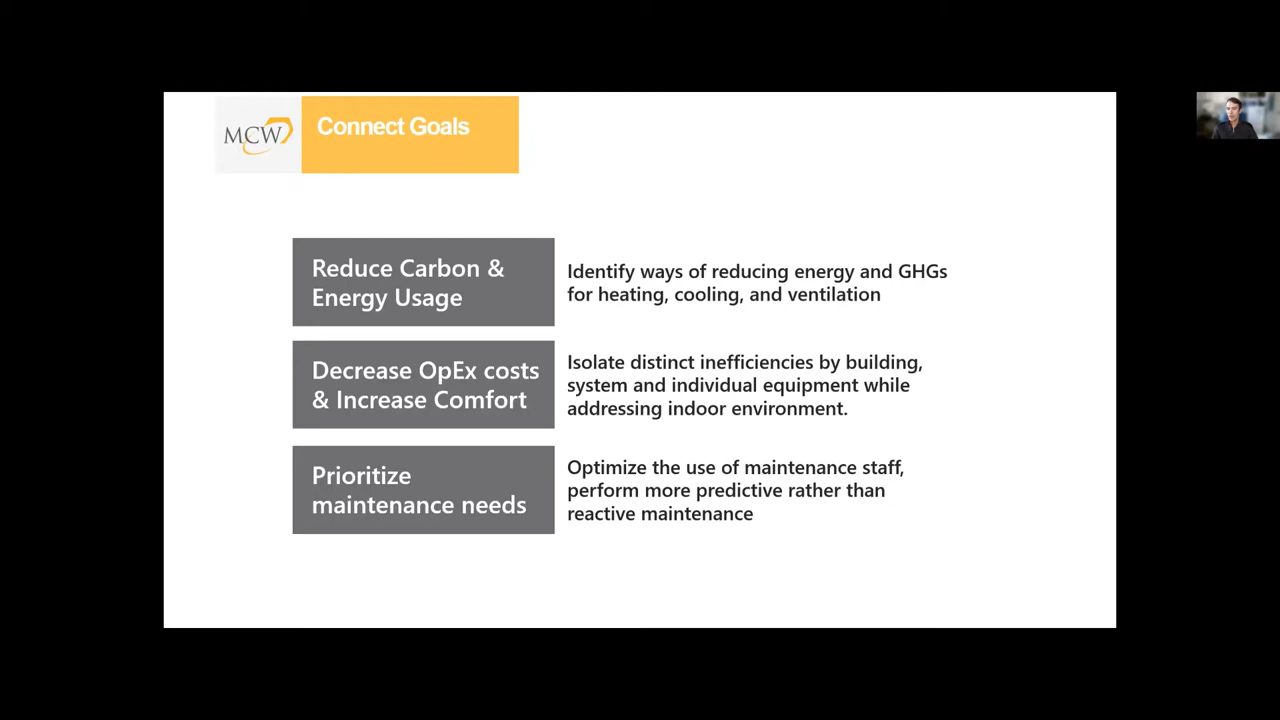 MCW
Connect Goals
Reduce Carbon &
Energy Usage
Identify ways of reducing energy and GHGs
for heating, cooling, and ventilation
Decrease OpEx costs
& Increase Comfort
Isolate distinct inefficiencies by building,
system and individual equipment while
addressing indoor environment.
Prioritize
maintenance needs
Optimize the use of maintenance staff,
perform more predictive rather than
reactive maintenance